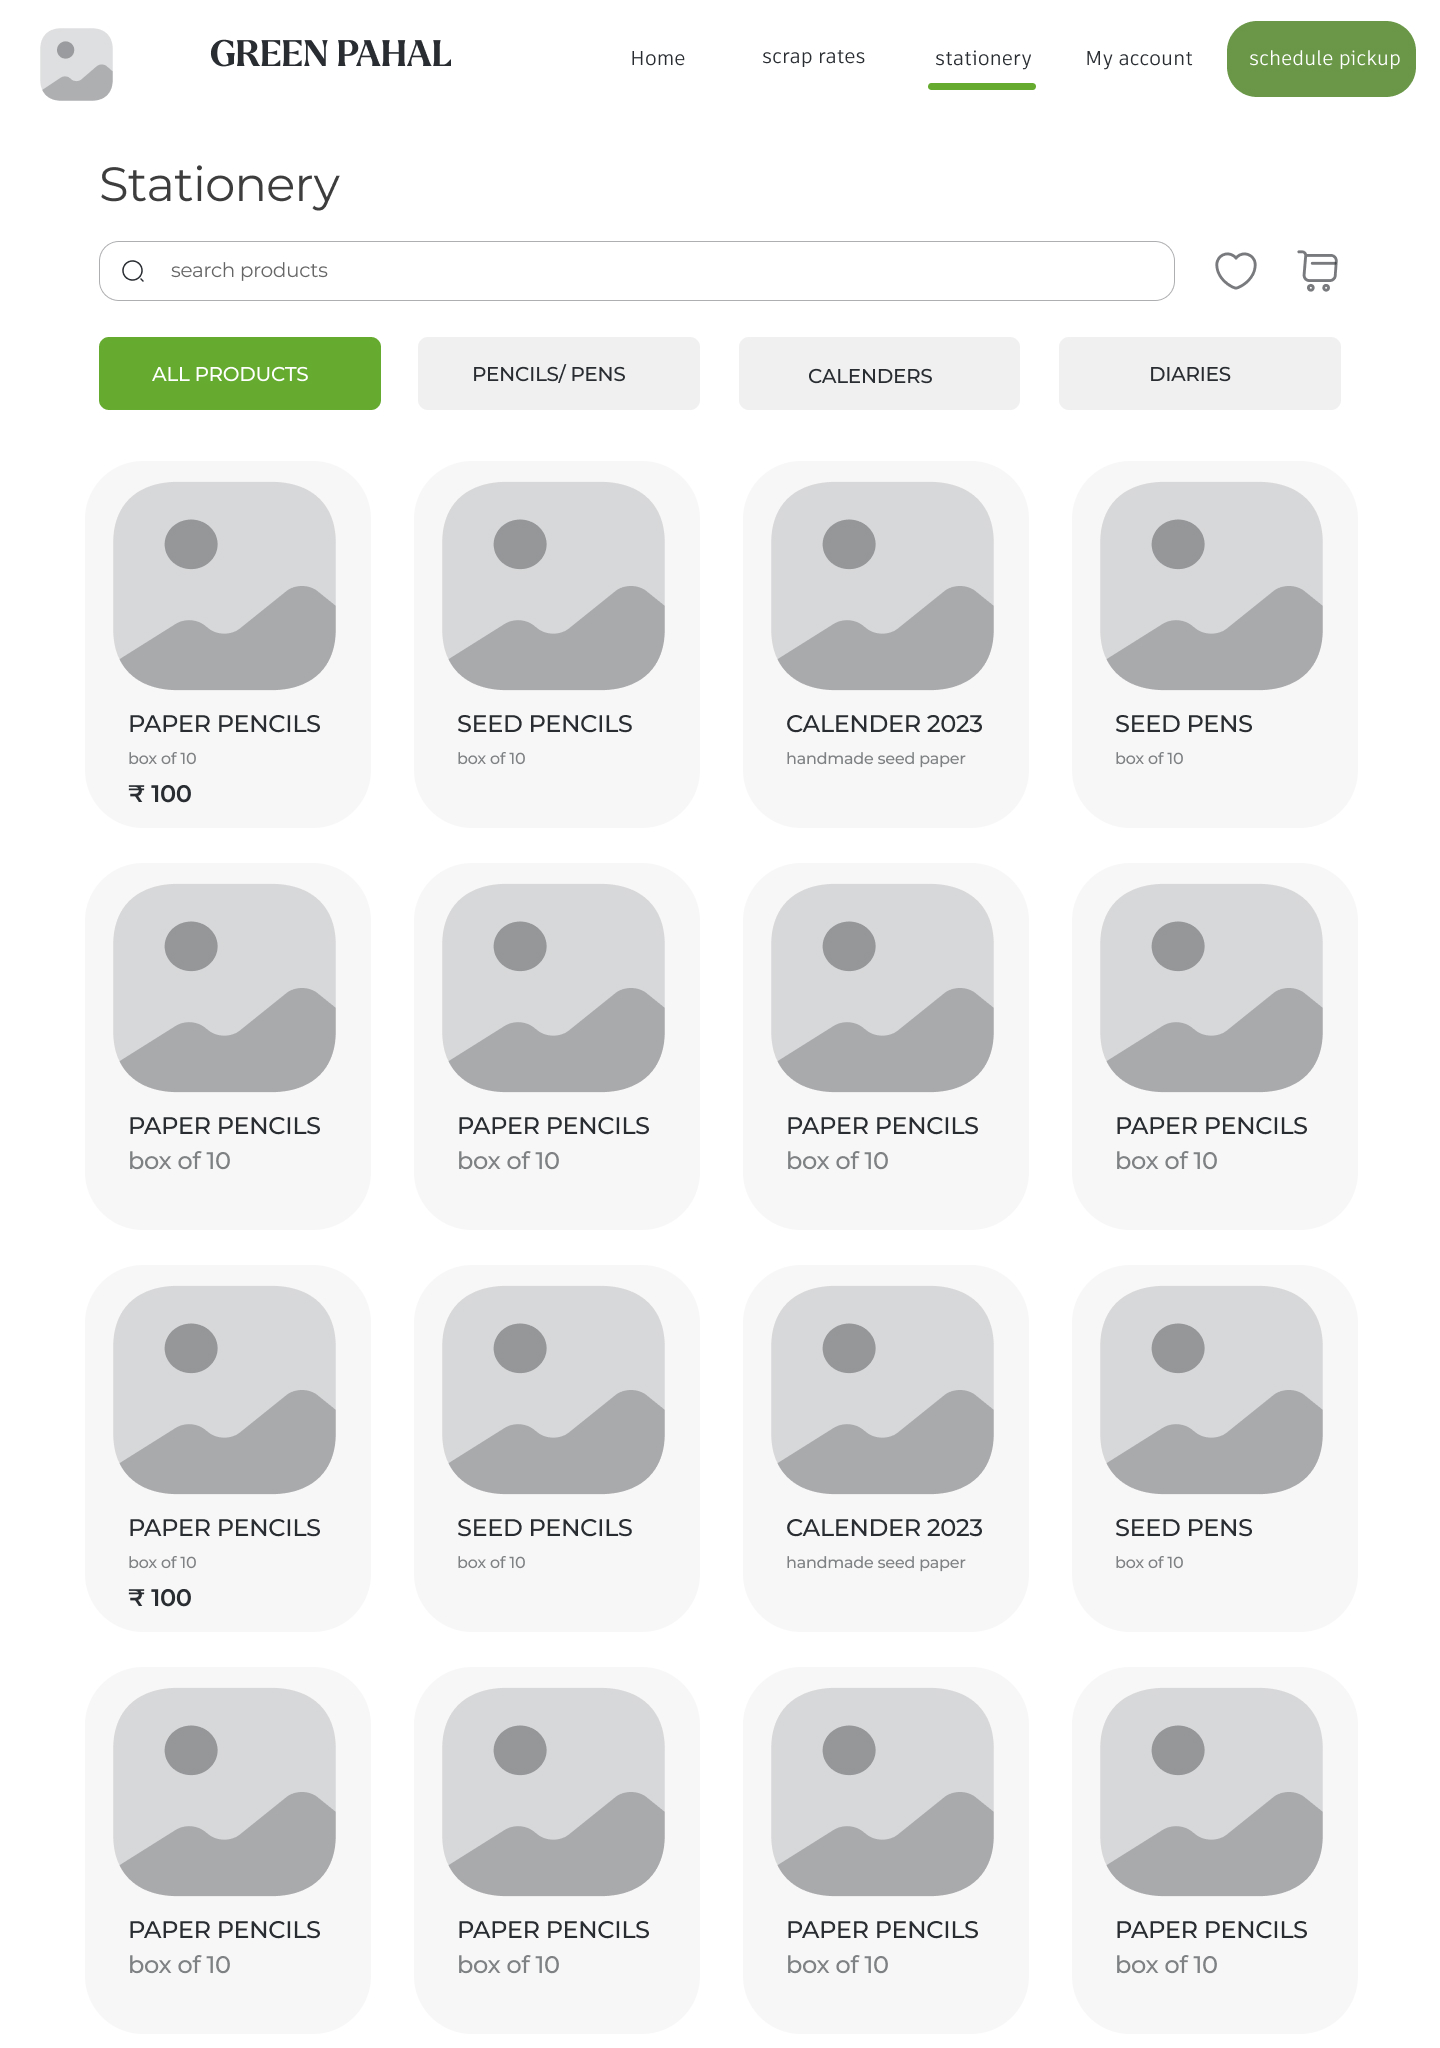 GREEN PAHAL
Home
scrap rates
stationery
My account
schedule pickup
Stationery
search products
ALL PRODUCTS
PENCILS/ PENS
CALENDERS
DIARIES
PAPER PENCILS
box of 10
₹ 100
SEED PENCILS
box of 10
CALENDER 2023
handmade seed paper
SEED PENS
box of 10
PAPER PENCILS
box of 10
PAPER PENCILS
box of 10
PAPER PENCILS
box of 10
PAPER PENCILS
box of 10
PAPER PENCILS
box of 10
₹ 100
SEED PENCILS
box of 10
CALENDER 2023
handmade seed paper
SEED PENS
box of 10
PAPER PENCILS
box of 10
PAPER PENCILS
box of 10
PAPER PENCILS
box of 10
PAPER PENCILS
box of 10